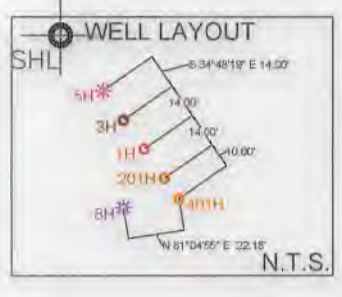 WELL LAYOUT
SHL
S 34°48'19" E 14.00'
5H
14.00'
3H
14.00'
1H
40.00'
201H
401H
8H
N 81°04'55" E 22.18'
N.T.S.